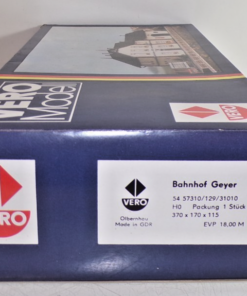 VERO
Model
VERO
VERO
Olbernhau
Made in GDR
Bahnhof Geyer
54 57310/129/31010
H0 Packung 1 Stück
370 x 170 x 115
EVP 18,00 M